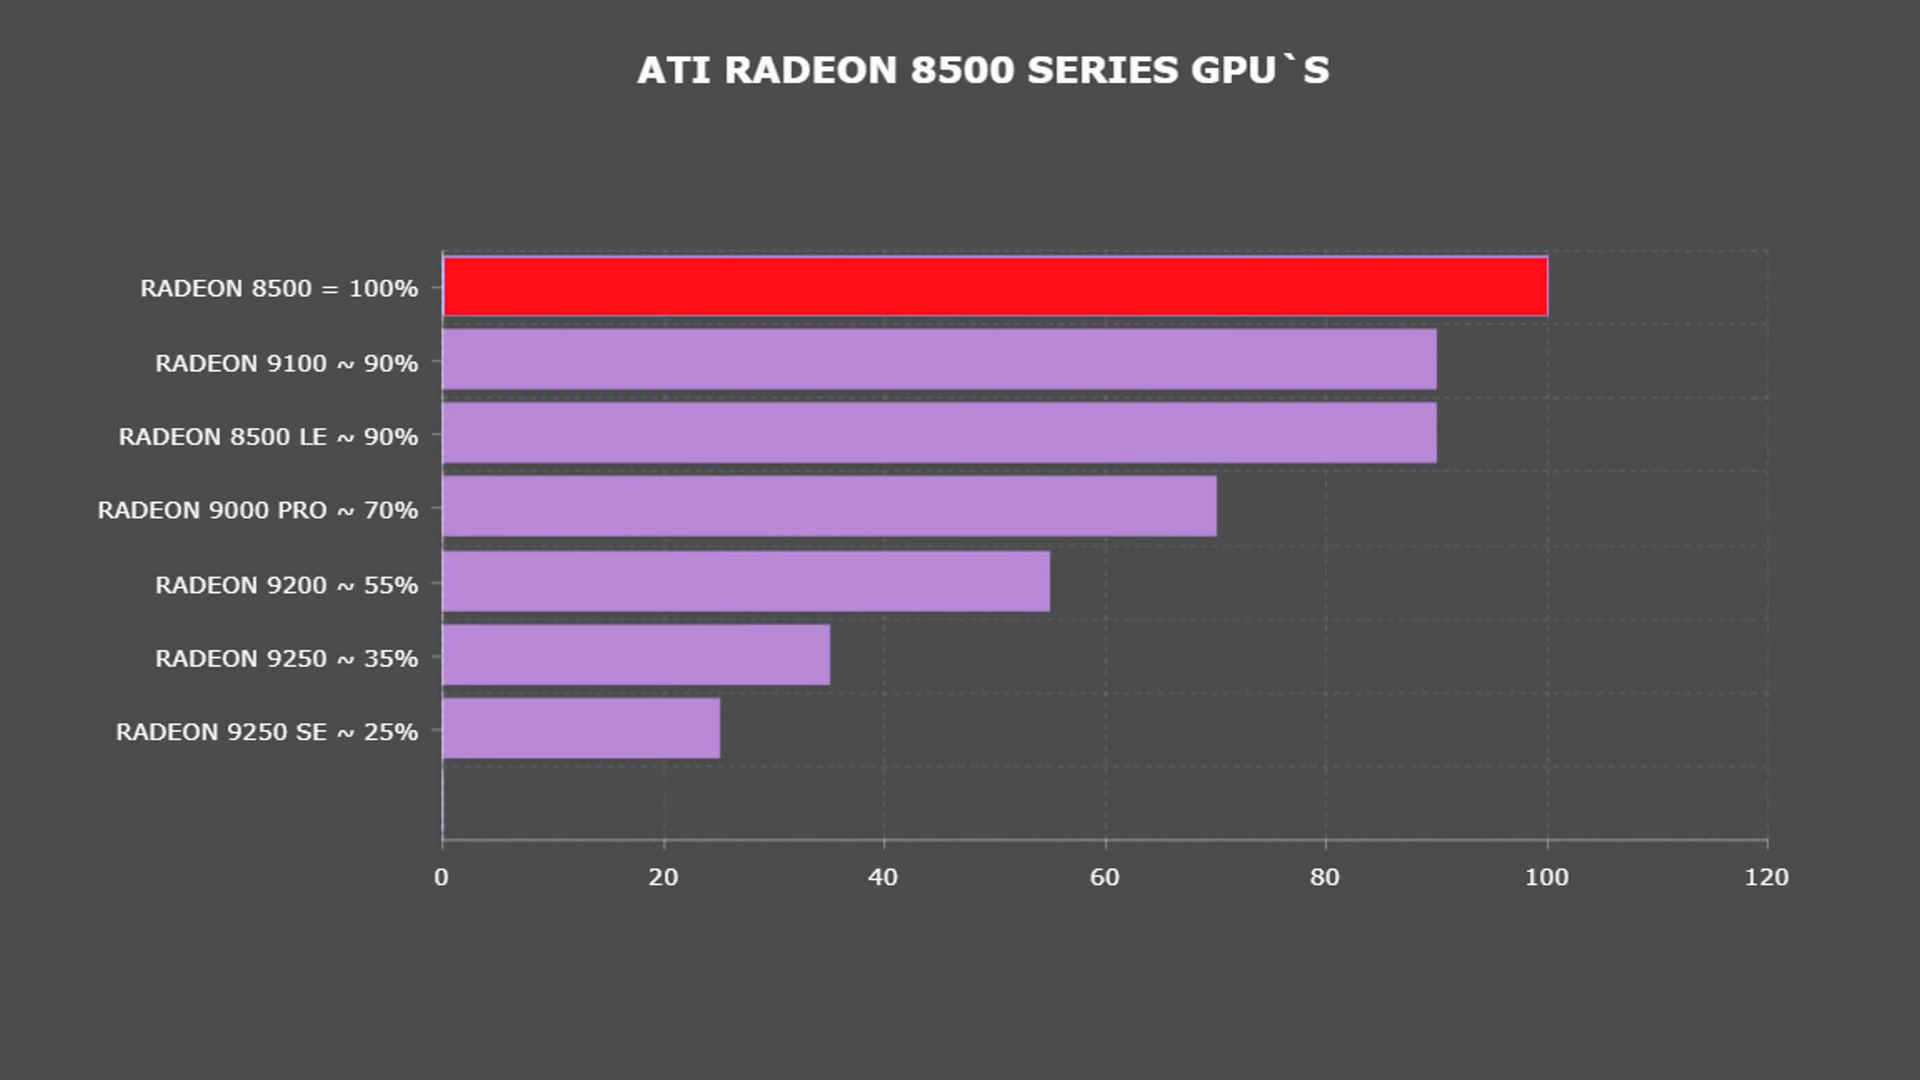 ATI RADEON 8500 SERIES GPU`S
RADEON 8500 = 100%
RADEON 9100 ~ 90%
RADEON 8500 LE ~ 90%
RADEON 9000 PRO ~ 70%
RADEON 9200 ~ 55%
RADEON 9250 ~ 35%
RADEON 9250 SE ~ 25%
0 20 40 60 80 100 120